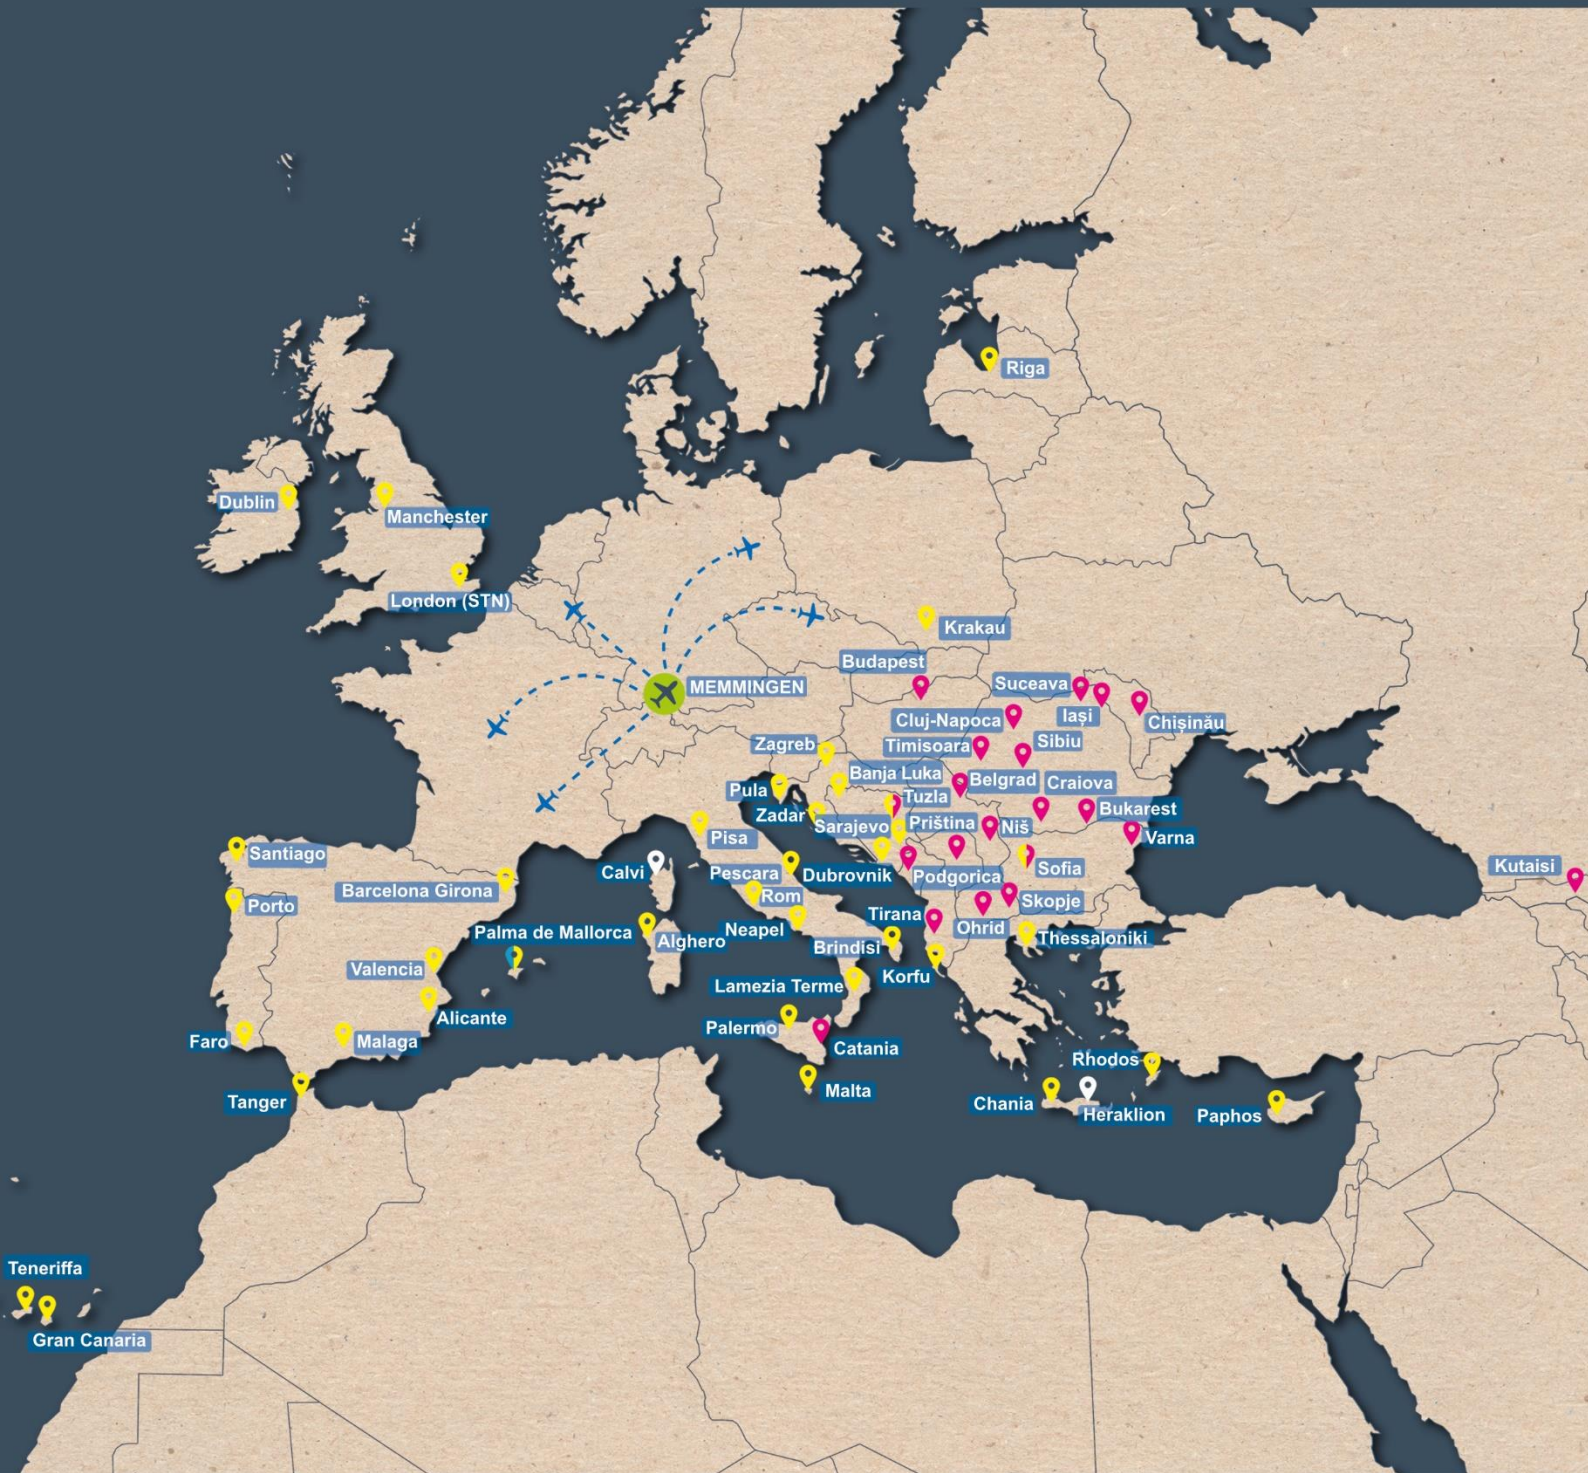 Riga
Dublin
Manchester
London (STN)
Krakau
Budapest
MEMMINGEN
Suceava
Iași
Chișinău
Cluj-Napoca
Zagreb
Timisoara
Sibiu
Banja Luka
Belgrad
Craiova
Pula
Tuzla
Bukarest
Zadar
Sarajevo
Priština
Niš
Varna
Pisa
Santiago
Calvi
Pescara
Dubrovnik
Podgorica
Sofia
Kutaisi
Barcelona Girona
Rom
Porto
Skopje
Tirana
Ohrid
Palma de Mallorca
Alghero
Neapel
Brindisi
Thessaloniki
Valencia
Korfu
Lamezia Terme
Alicante
Palermo
Faro
Malaga
Catania
Rhodos
Malta
Tanger
Chania
Heraklion
Paphos
Teneriffa
Gran Canaria